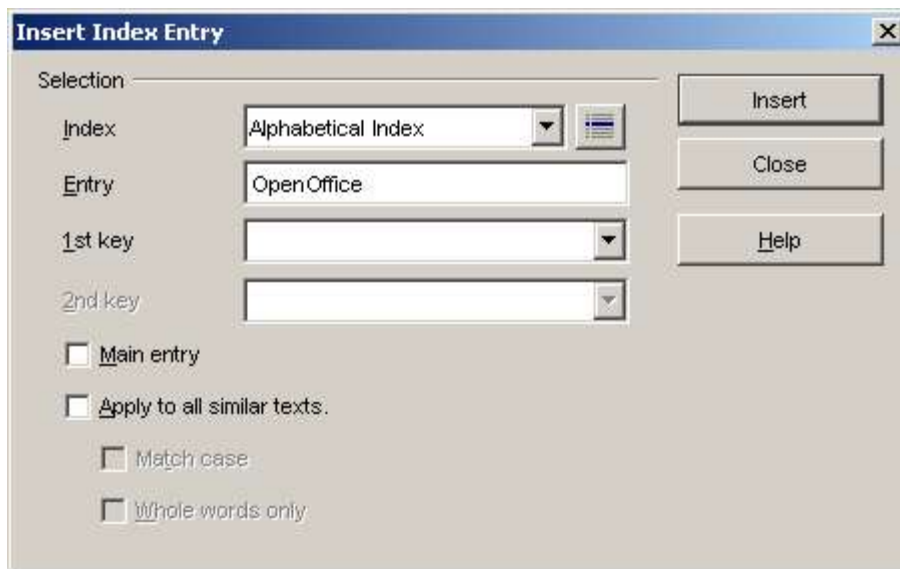 Insert Index Entry
Selection
Index
Alphabetical Index
Insert
Entry
OpenOffice
Close
1st key
Help
2nd key
Main entry
Apply to all similar texts.
Match case
Whole words only